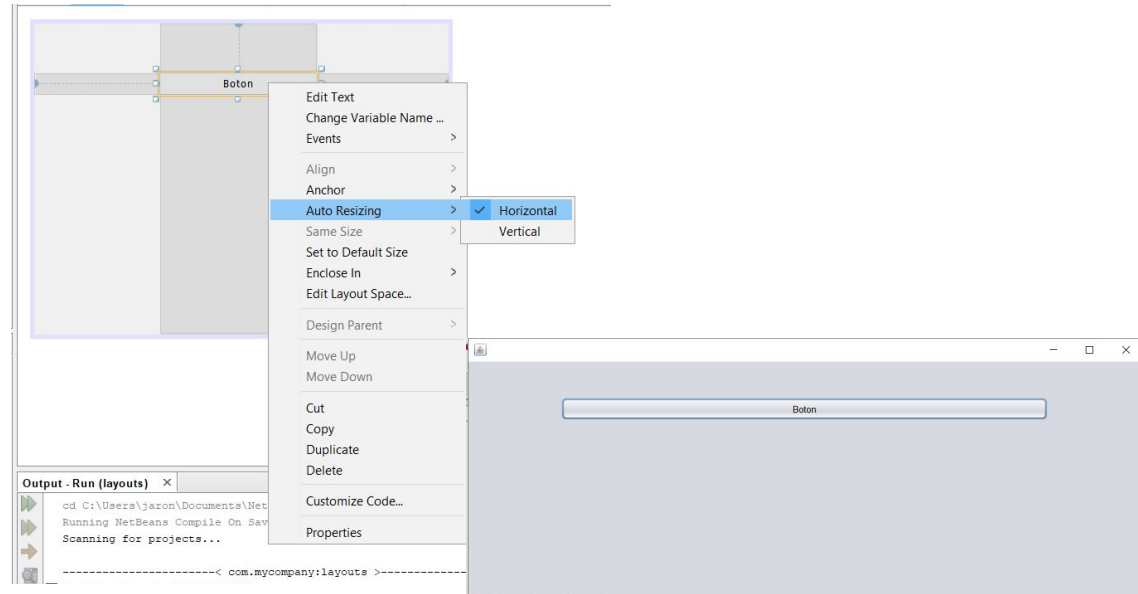 Boton
Edit Text
Change Variable Name ...
Events
Align
Anchor
Auto Resizing
Horizontal
Same Size
Vertical
Set to Default Size
Enclose In
Edit Layout Space...
Design Parent
Move Up
Move Down
Cut
Copy
Duplicate
Delete
Customize Code...
Properties
Boton
Output - Run (layouts)
cd C:\Users\jaron\Documents\Net
Running NetBeans Compile On Sav
Scanning for projects...
-----------------------< com.mycompany:layouts >-------------